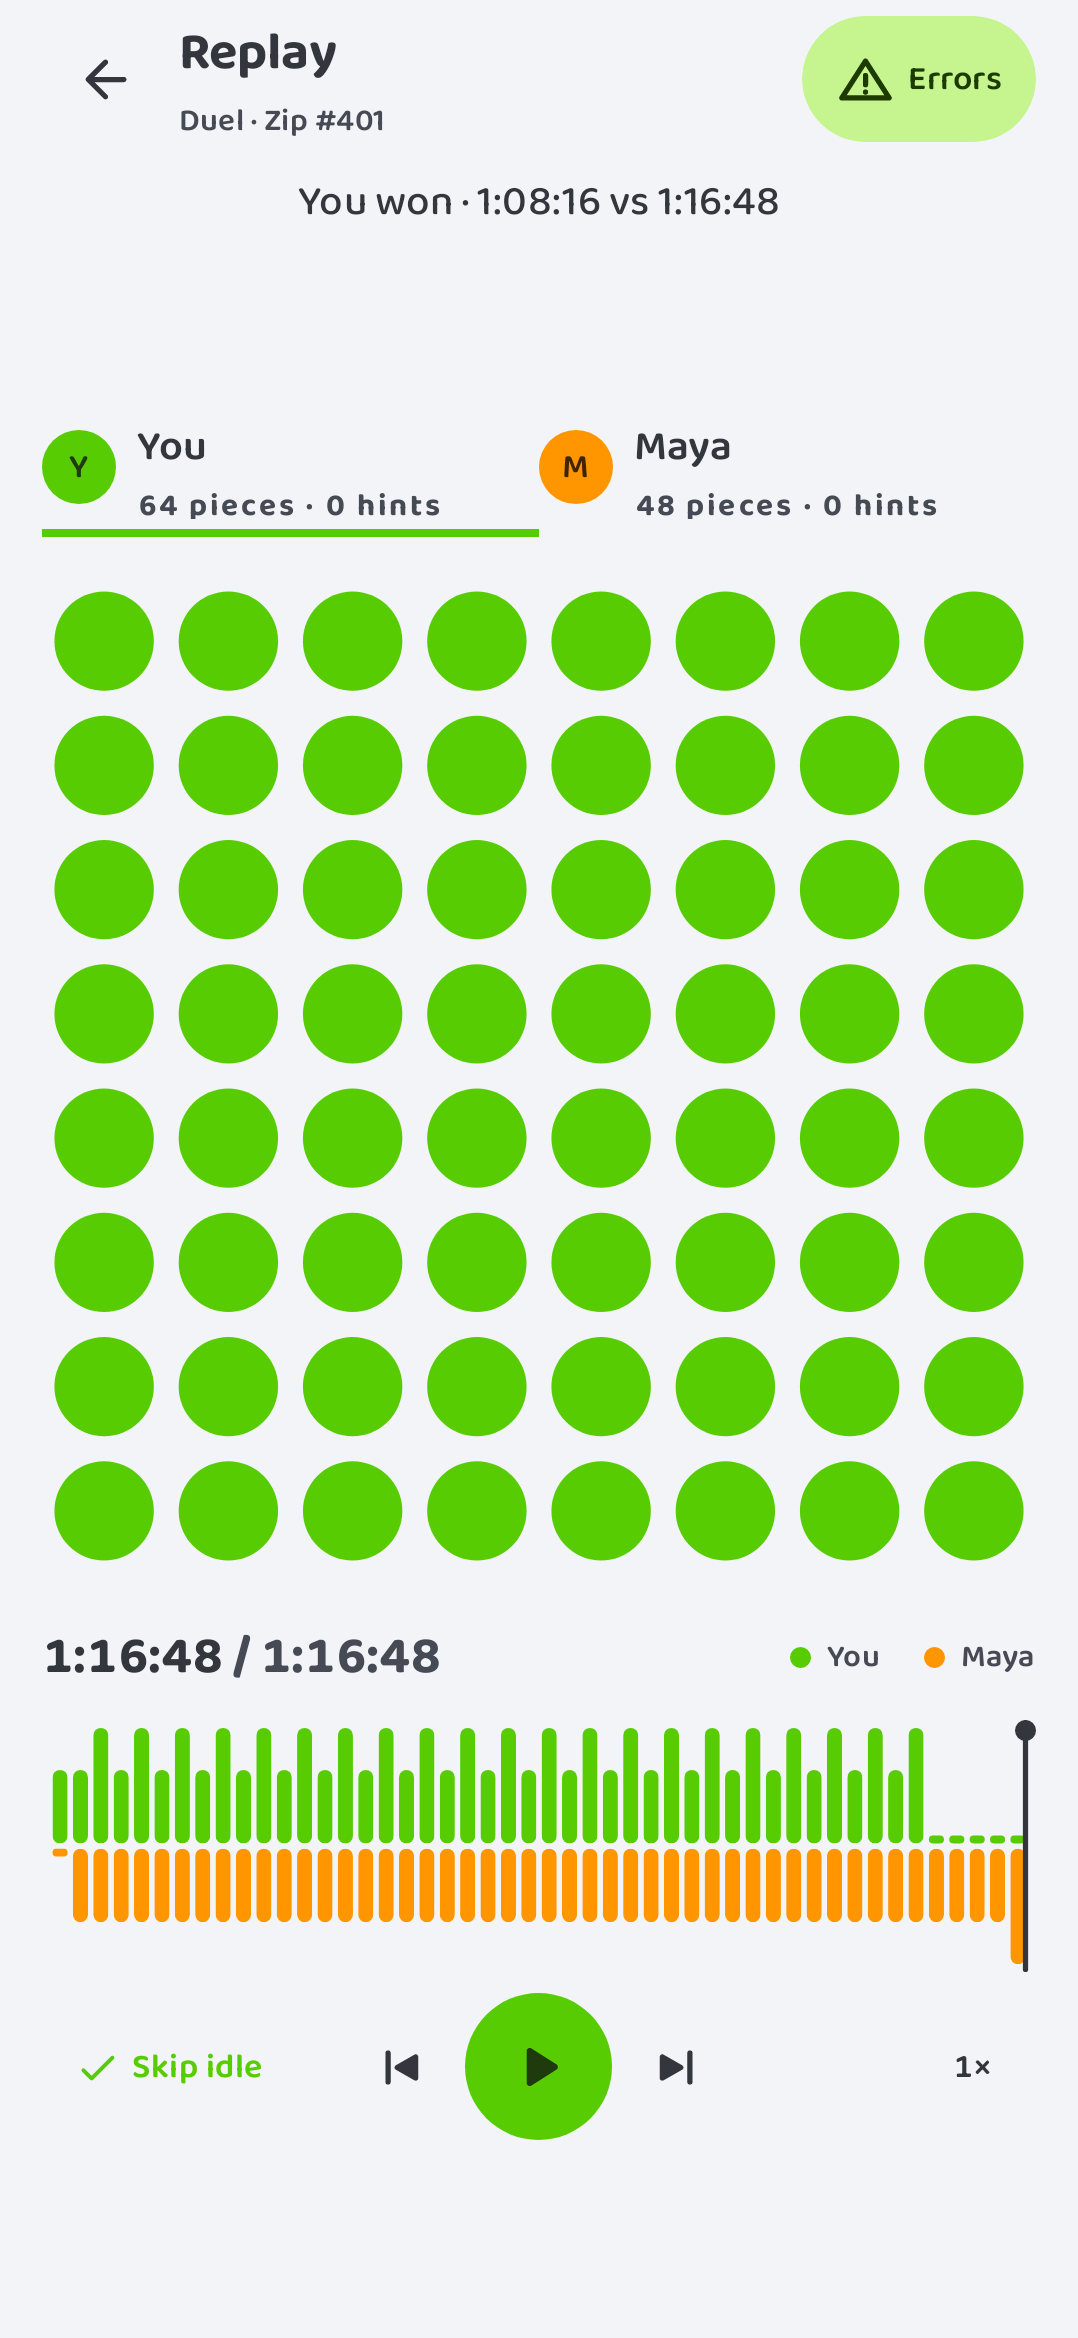 Replay
Duel · Zip #401
Errors
You won · 1:08:16 vs 1:16:48
Y
You
64 pieces · 0 hints
M
Maya
48 pieces · 0 hints
1:16:48 / 1:16:48
You
Maya
Skip idle
1×